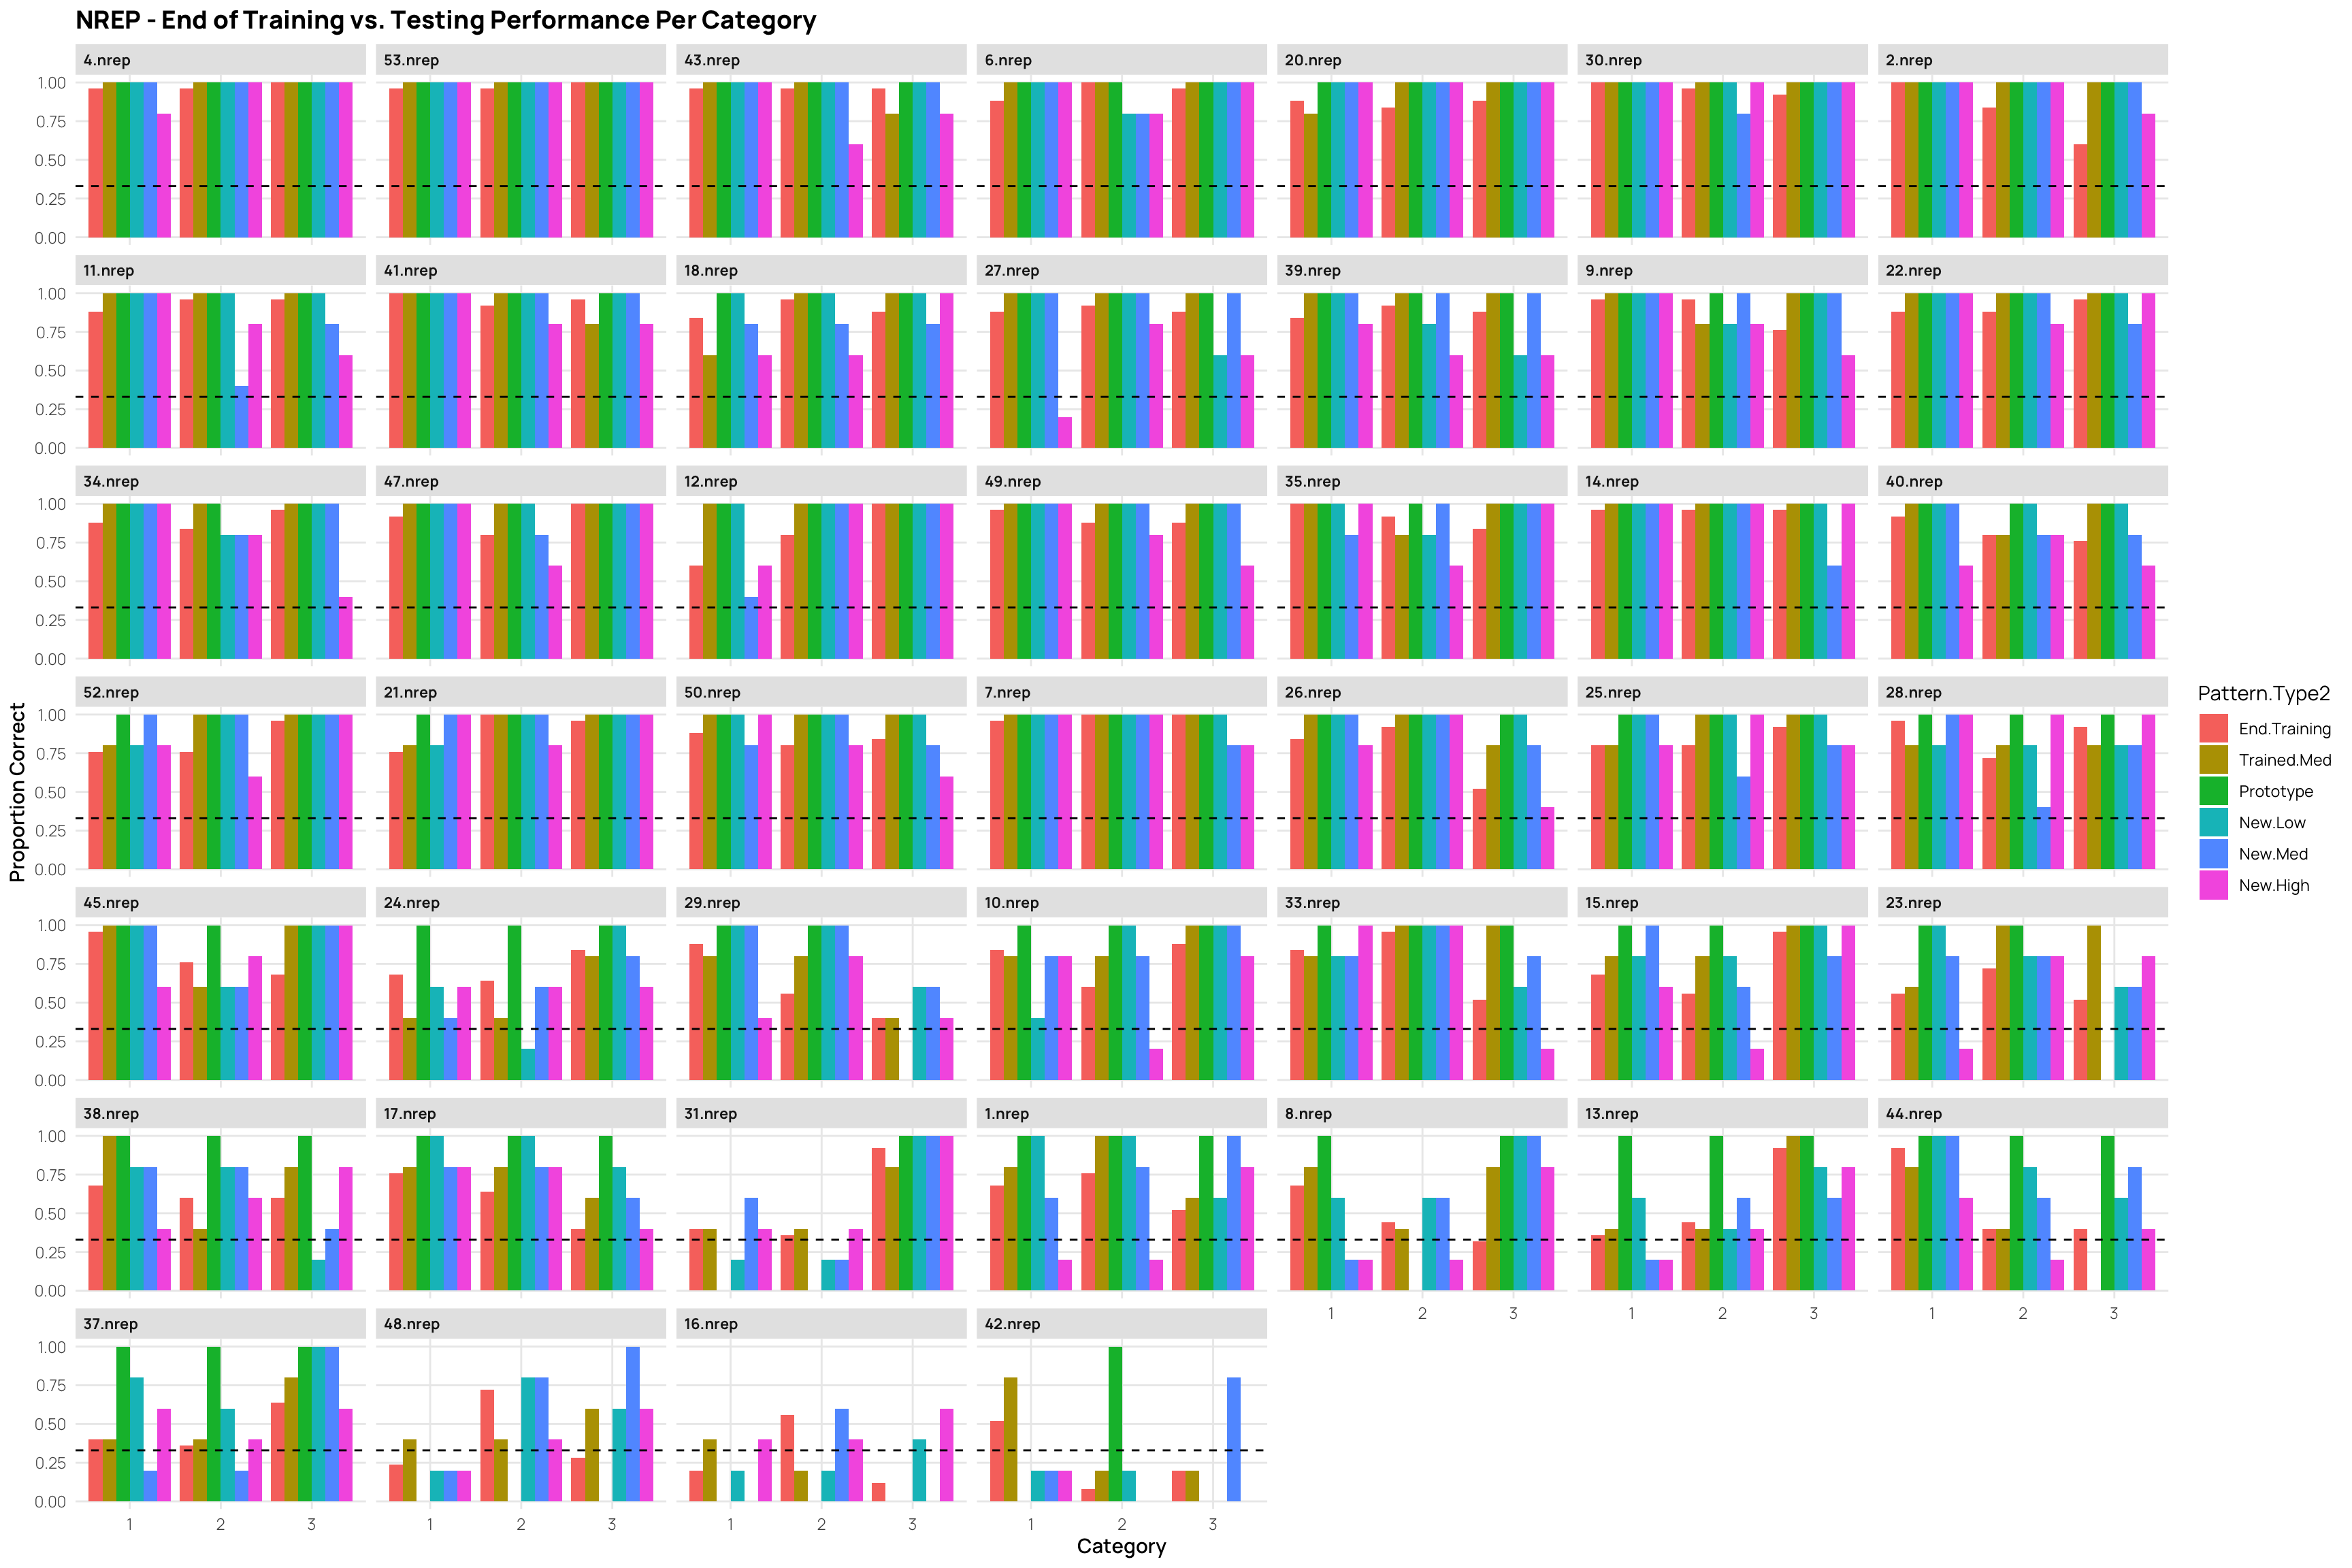 NREP - End of Training vs. Testing Performance Per Category
4.nrep 53.nrep 43.nrep 6.nrep 20.nrep 30.nrep 2.nrep
1.00
0.75
0.50
0.25
0.00
11.nrep 41.nrep 18.nrep 27.nrep 39.nrep 9.nrep 22.nrep
1.00
0.75
0.50
0.25
0.00
34.nrep 47.nrep 12.nrep 49.nrep 35.nrep 14.nrep 40.nrep
1.00
0.75
0.50
0.25
0.00
52.nrep 21.nrep 50.nrep 7.nrep 26.nrep 25.nrep 28.nrep
1.00
0.75
0.50
0.25
0.00
45.nrep 24.nrep 29.nrep 10.nrep 33.nrep 15.nrep 23.nrep
1.00
0.75
0.50
0.25
0.00
38.nrep 17.nrep 31.nrep 1.nrep 8.nrep 13.nrep 44.nrep
1.00
0.75
0.50
0.25
0.00
1 2 3 1 2 3 1 2 3
37.nrep 48.nrep 16.nrep 42.nrep
1.00
0.75
0.50
0.25
0.00
1 2 3 1 2 3 1 2 3 1 2 3
Category
Proportion Correct
Pattern.Type2
End.Training
Trained.Med
Prototype
New.Low
New.Med
New.High